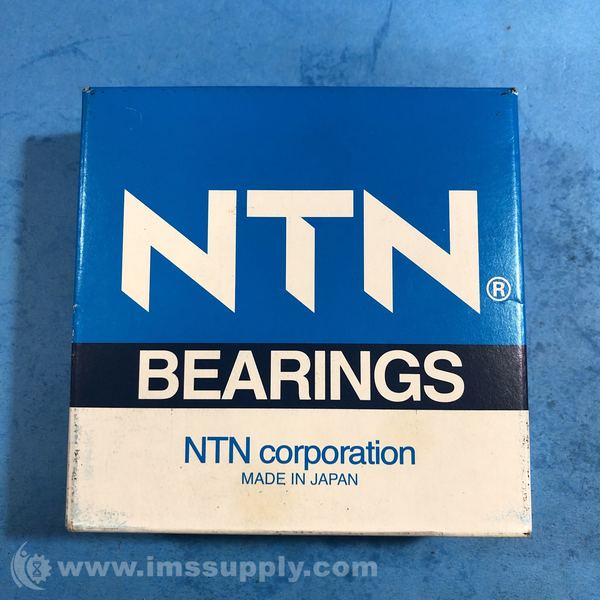 NTN®
BEARINGS
NTN corporation
MADE IN JAPAN
www.imssupply.com